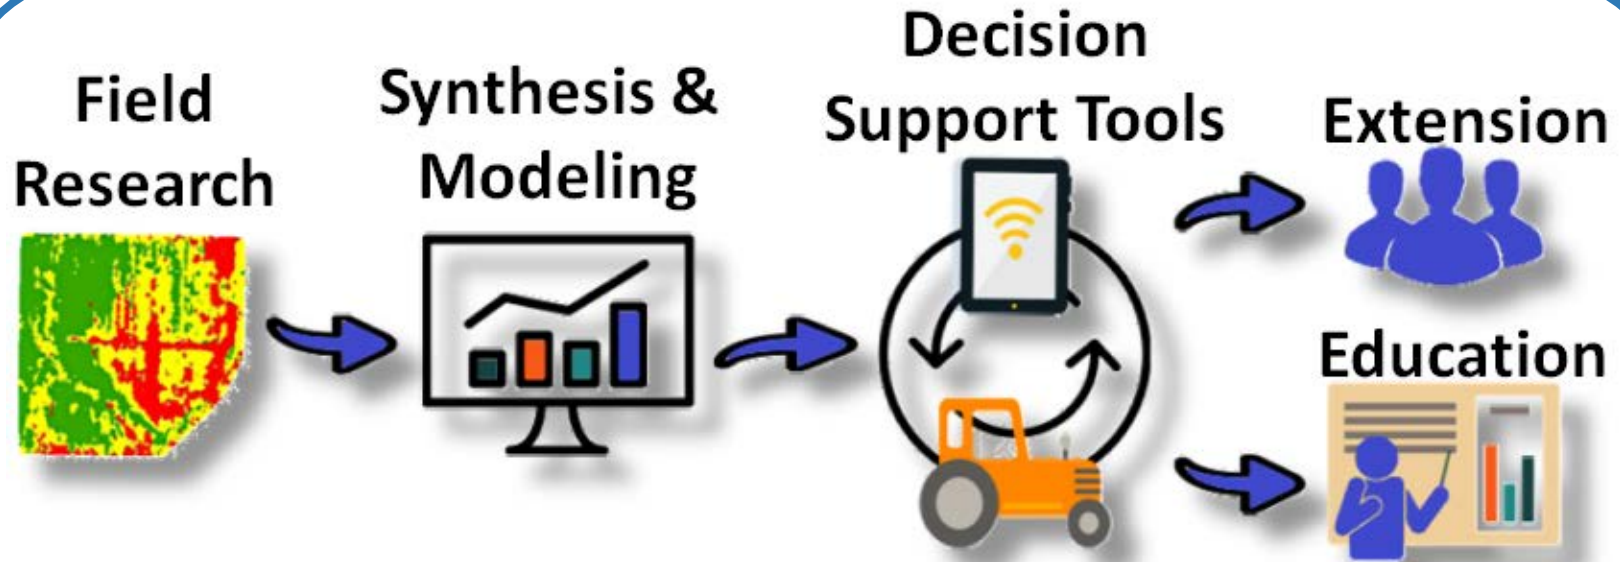 Field
Research
Synthesis &
Modeling
Decision
Support Tools
Extension
Education